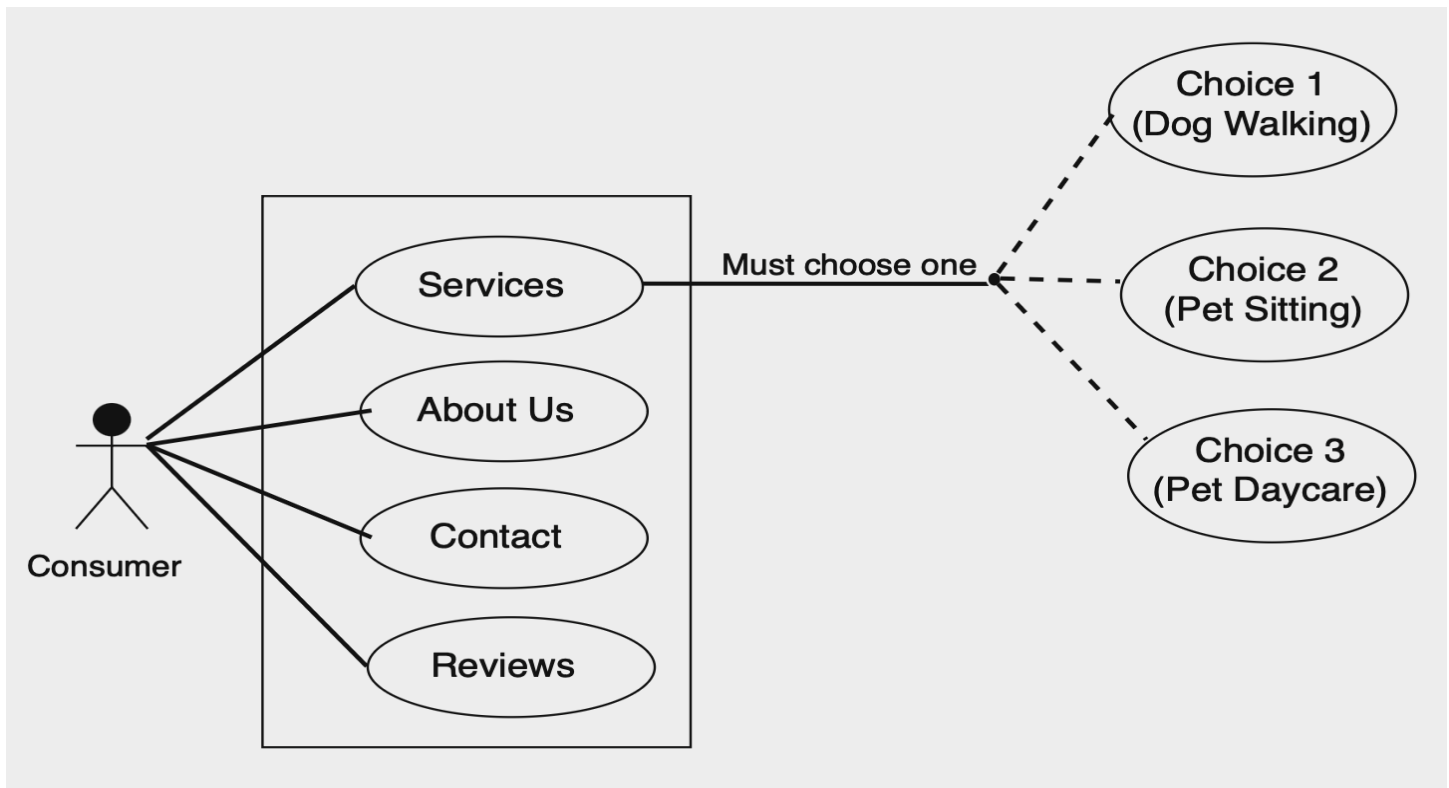 Choice 1
(Dog Walking)
Must choose one
Services
Choice 2
(Pet Sitting)
About Us
Choice 3
(Pet Daycare)
Contact
Consumer
Reviews